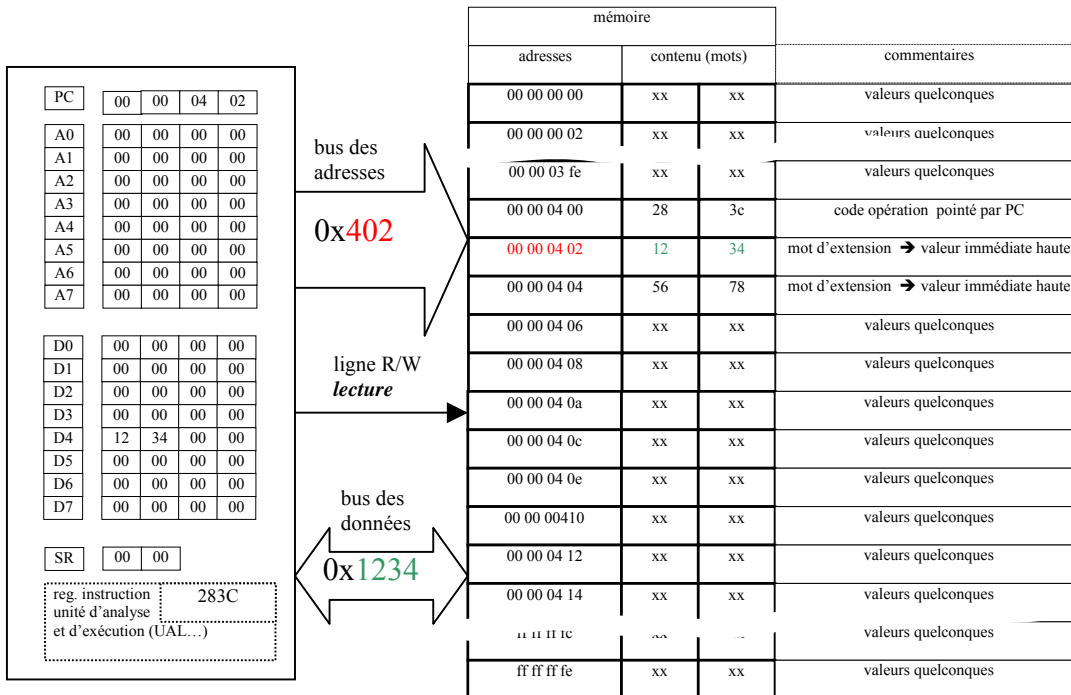 PC 00 00 04 02
A0 00 00 00 00
A1 00 00 00 00
A2 00 00 00 00
A3 00 00 00 00
A4 00 00 00 00
A5 00 00 00 00
A6 00 00 00 00
A7 00 00 00 00
D0 00 00 00 00
D1 00 00 00 00
D2 00 00 00 00
D3 00 00 00 00
D4 12 34 00 00
D5 00 00 00 00
D6 00 00 00 00
D7 00 00 00 00
SR 00 00
reg. instruction 283C
unité d'analyse
et d'exécution (UAL…)
bus des
adresses
0x402
ligne R/W
lecture
bus des
données
0x1234
mémoire
adresses contenu (mots) commentaires
00 00 00 00 xx xx valeurs quelconques
00 00 00 02 xx xx valeurs quelconques
00 00 03 fe xx xx valeurs quelconques
00 00 04 00 28 3c code opération pointé par PC
00 00 04 02 12 34 mot d'extension ➔ valeur immédiate haute
00 00 04 04 56 78 mot d'extension ➔ valeur immédiate haute
00 00 04 06 xx xx valeurs quelconques
00 00 04 08 xx xx valeurs quelconques
00 00 04 0a xx xx valeurs quelconques
00 00 04 0c xx xx valeurs quelconques
00 00 04 0e xx xx valeurs quelconques
00 00 00410 xx xx valeurs quelconques
00 00 04 12 xx xx valeurs quelconques
00 00 04 14 xx xx valeurs quelconques
valeurs quelconques
ff ff ff fe xx xx valeurs quelconques